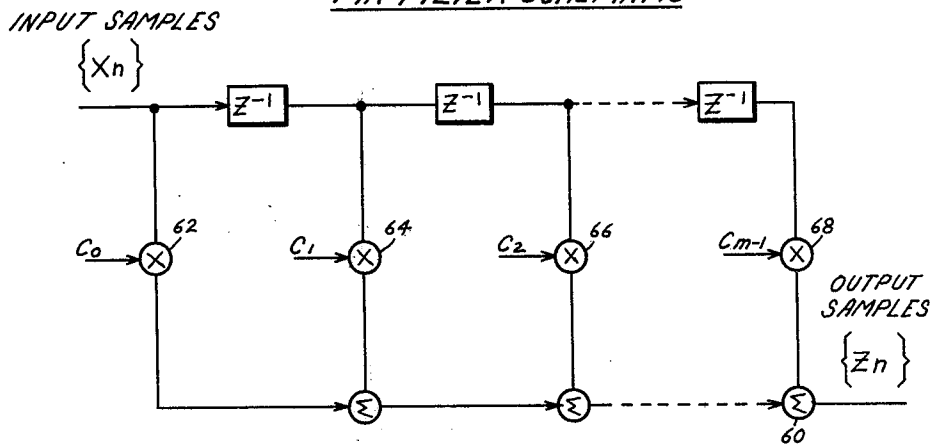 FIR FILTER SCHEMATIC
INPUT SAMPLES
{Xn}
Z-1
Z-1
Z-1
C0
62
C1
64
C2
66
Cm-1
68
OUTPUT
SAMPLES
{Zn}
X
X
X
X
Σ
Σ
Σ
60